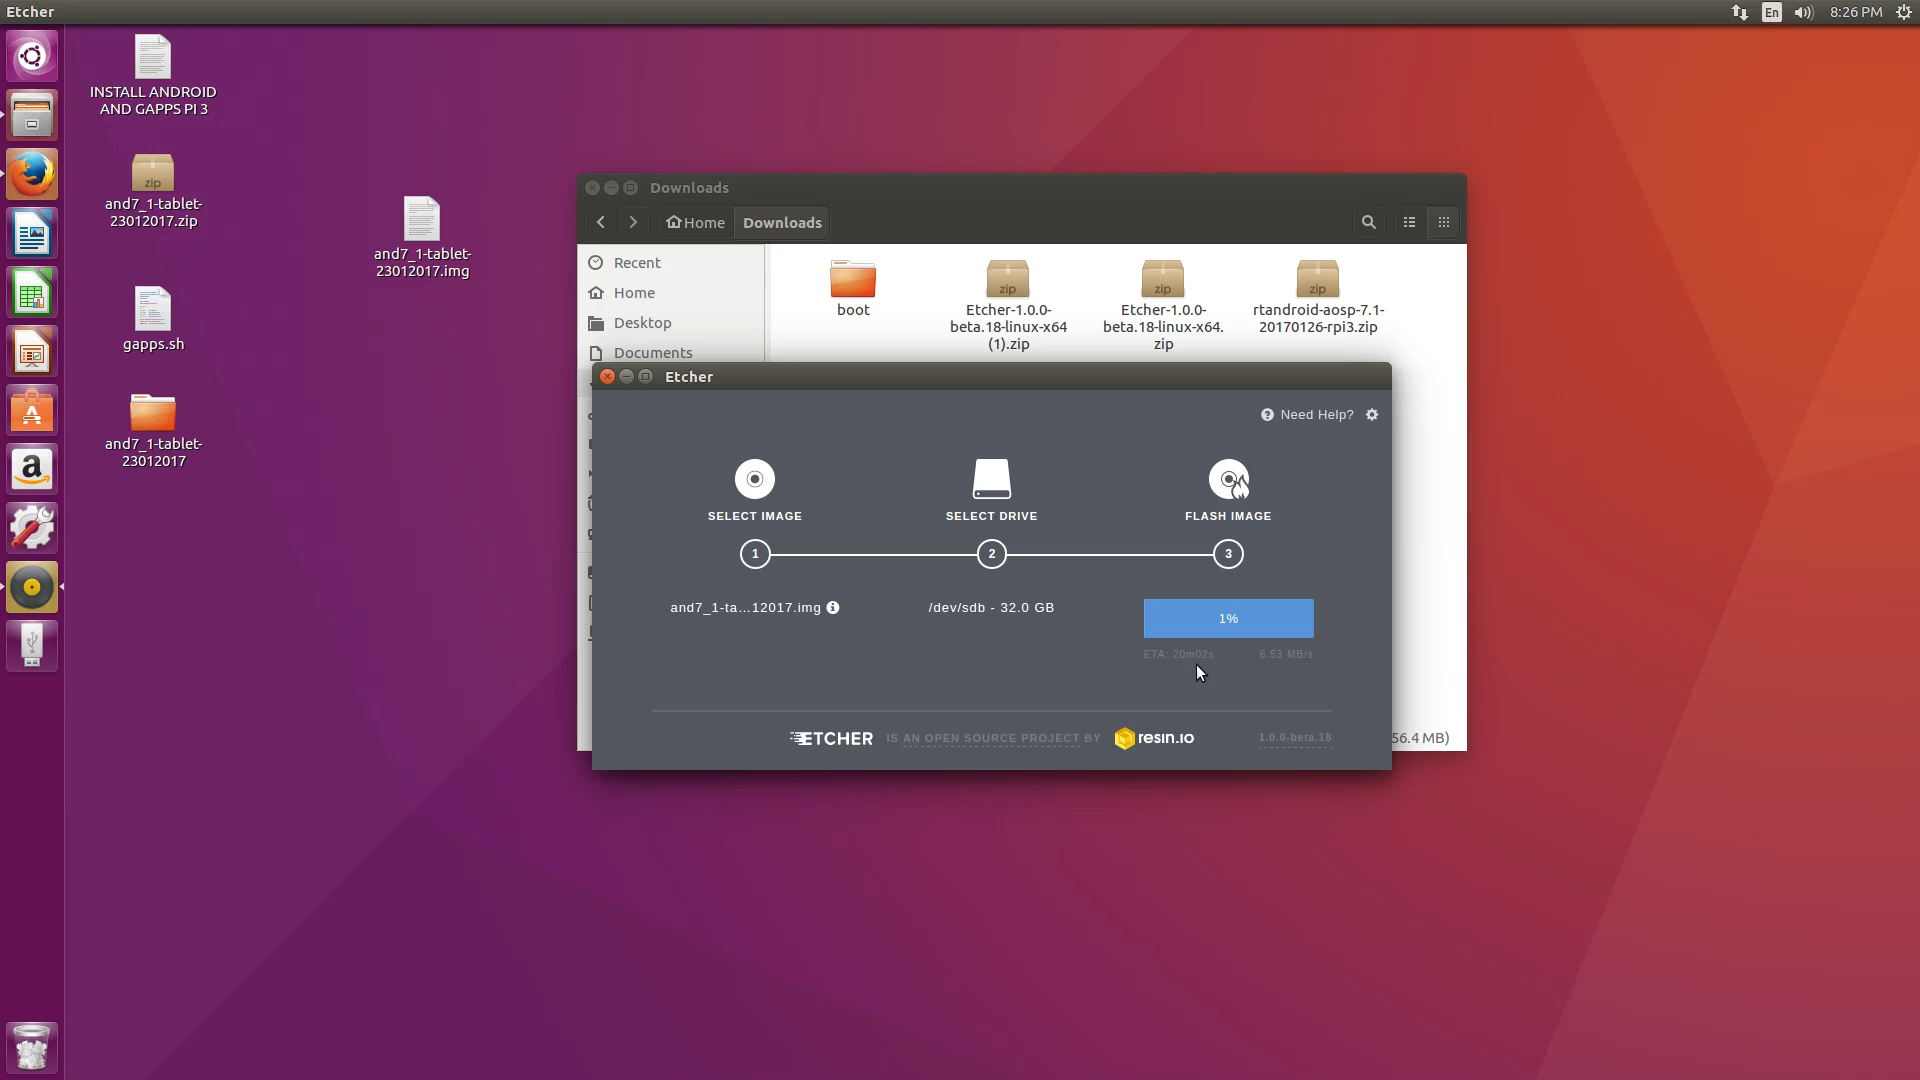 Etcher
En
8:26 PM
INSTALL ANDROID
AND GAPPS PI 3
zip
and7_1-tablet-
23012017.zip
and7_1-tablet-
23012017.img
gapps.sh
and7_1-tablet-
23012017
Downloads
Home
Downloads
Recent
Home
Desktop
Documents
boot
zip
Etcher-1.0.0-
beta.18-linux-x64
(1).zip
zip
Etcher-1.0.0-
beta.18-linux-x64.
zip
zip
rtandroid-aosp-7.1-
20170126-rpi3.zip
Etcher
Need Help?
SELECT IMAGE
SELECT DRIVE
FLASH IMAGE
1
2
3
and7_1-ta...12017.img
/dev/sdb - 32.0 GB
1%
ETA: 20m02s
6.53 MB/s
ETCHER IS AN OPEN SOURCE PROJECT BY resin.io
1.0.0-beta.18
56.4 MB)